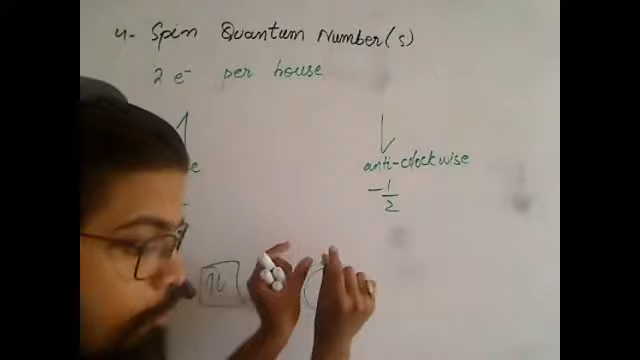 4- Spin Quantum Number(s)
2 e⁻ per house
anti-clockwise
-1/2